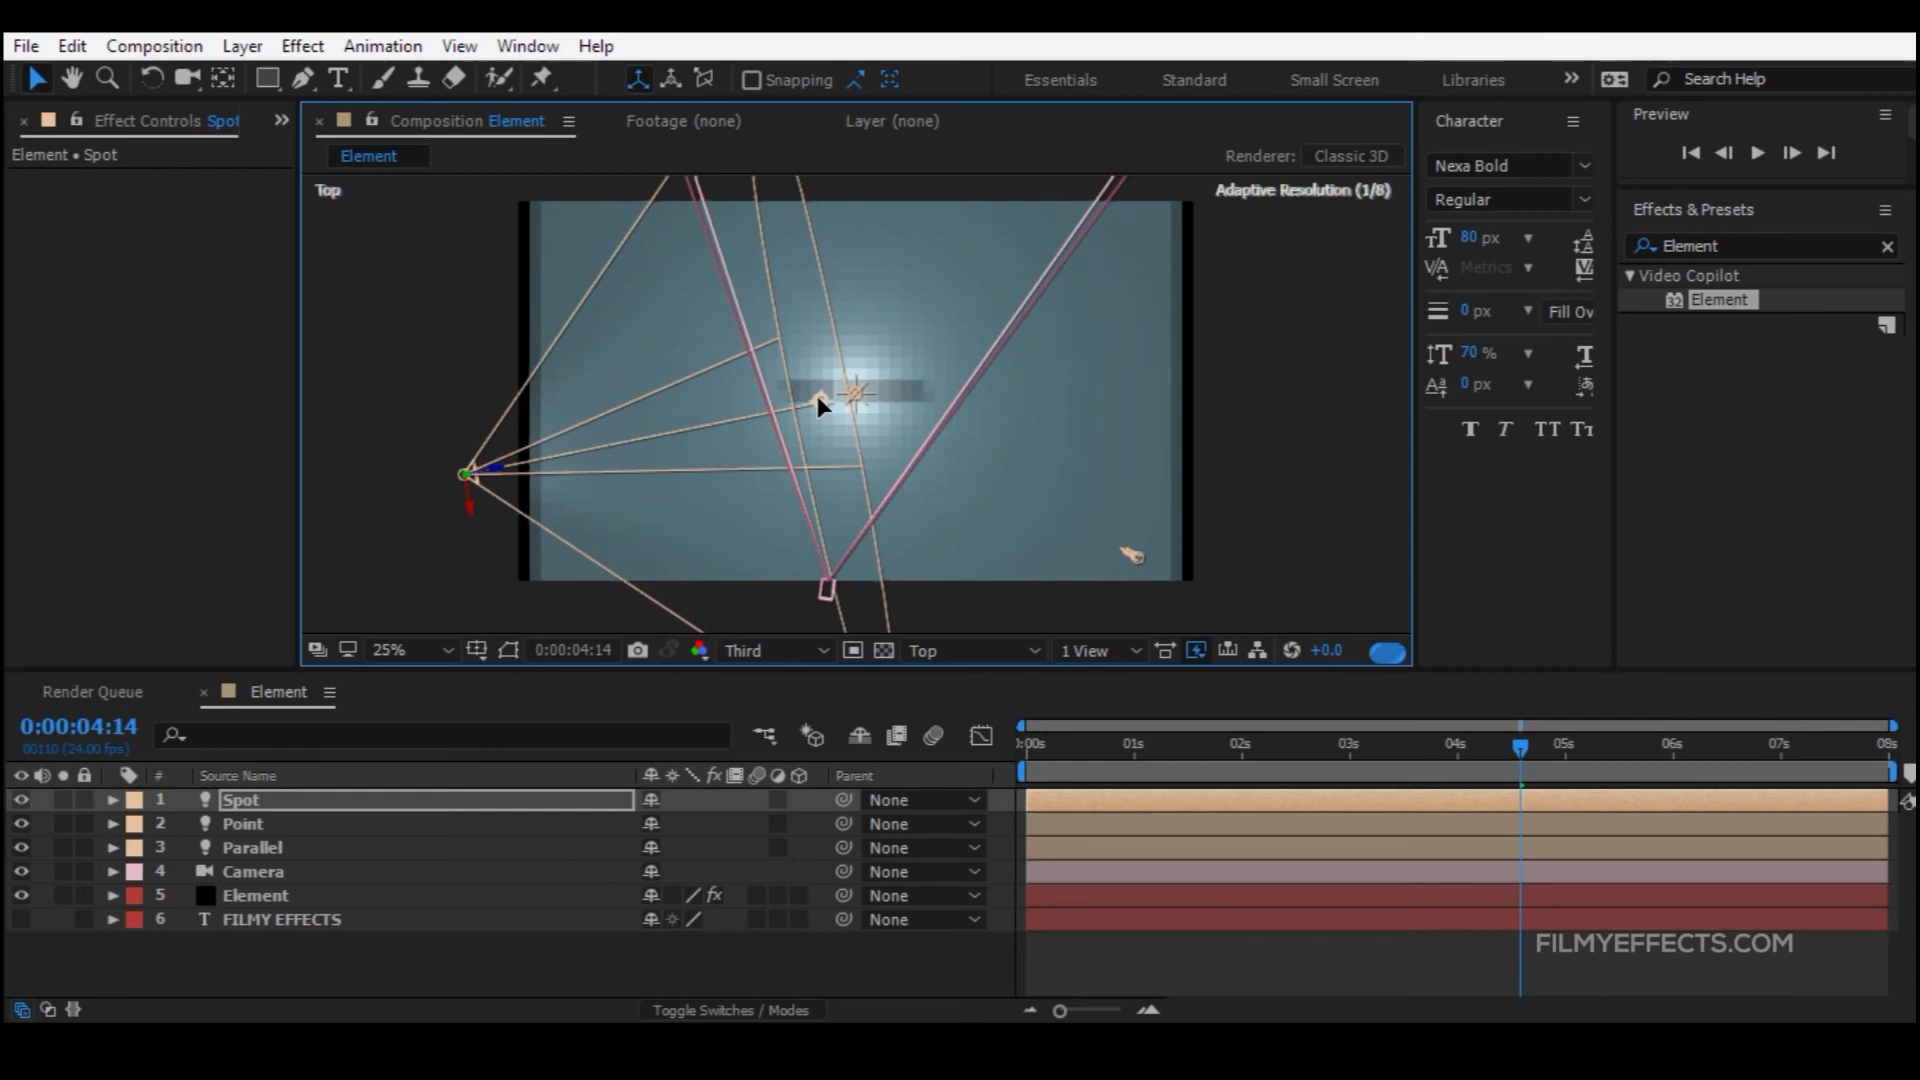 File Edit Composition Layer Effect Animation View Window Help
Snapping Essentials Standard Small Screen Libraries Search Help
Effect Controls Spot
Composition Element Footage (none) Layer (none)
Character
Preview
Element • Spot
Element
Renderer: Classic 3D
Nexa Bold
Regular
Top
Adaptive Resolution (1/8)
Effects & Presets
80 px
Element
Metrics
Video Copilot
Element
0 px Fill Ov
70 %
0 px
T T TT Tт
25% 0:00:04:14 Third Top 1 View +0.0
Render Queue Element
0:00:04:14
00110 (24.00 fps)
:00s 01s 02s 03s 04s 05s 06s 07s 08s
# Source Name Parent
1 Spot None
2 Point None
3 Parallel None
4 Camera None
5 Element None
6 T FILMY EFFECTS None
FILMYEFFECTS.COM
Toggle Switches / Modes